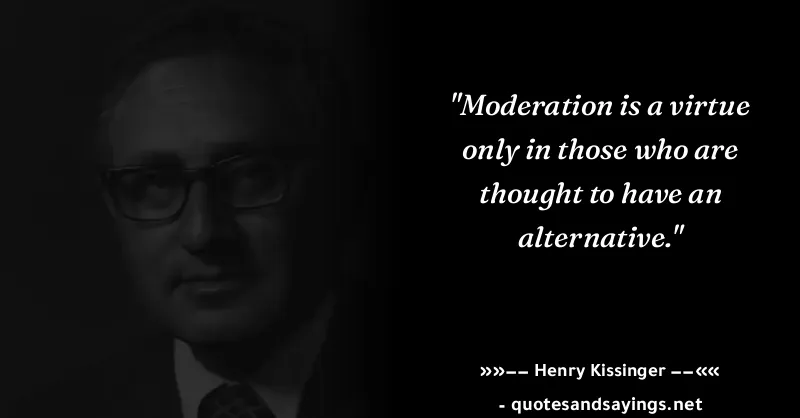 "Moderation is a virtue
only in those who are
thought to have an
alternative."
»»−− Henry Kissinger −−««
- quotesandsayings.net